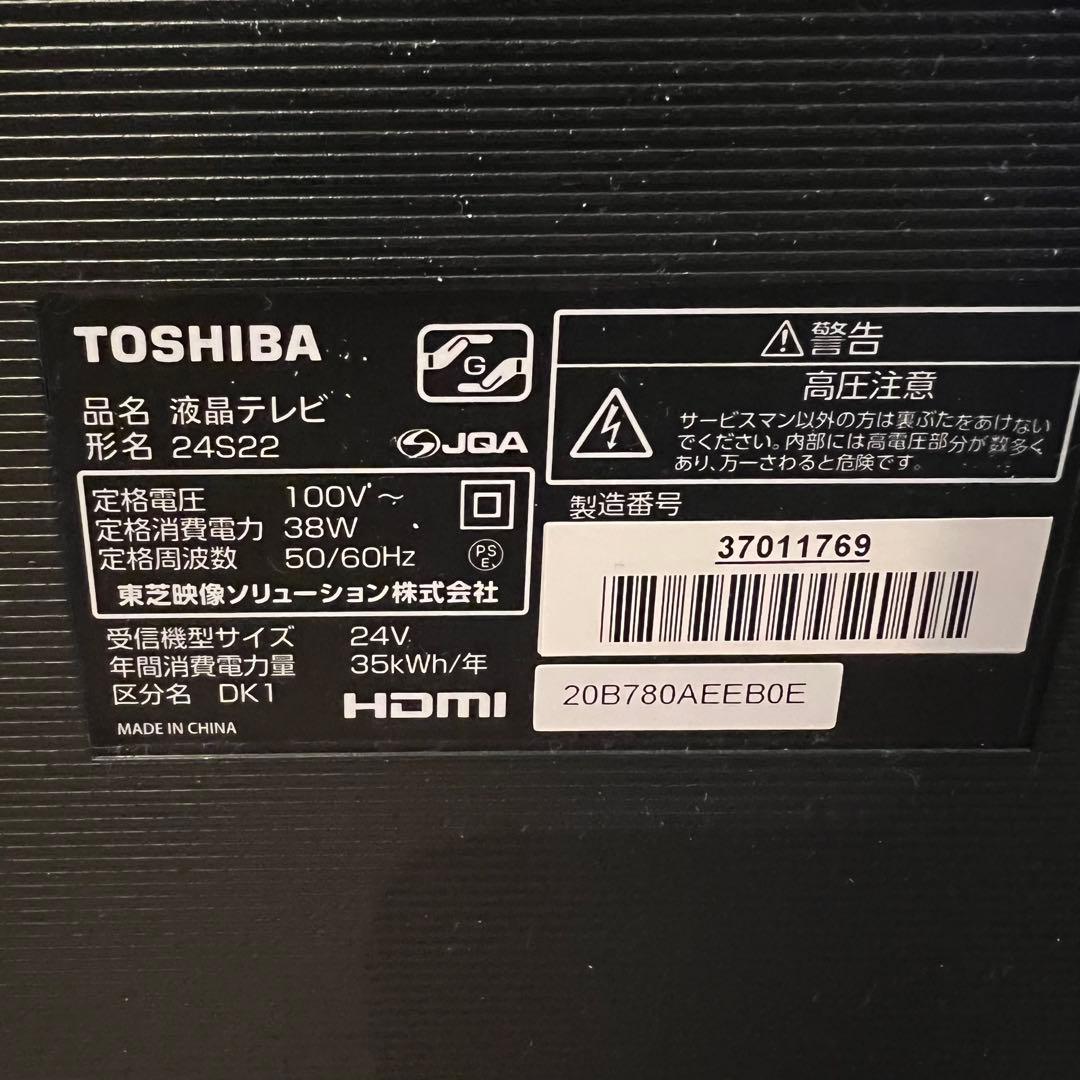 TOSHIBA
品名 液晶テレビ
形名 24S22
G
JQA
定格電圧 100V~
定格消費電力 38W
定格周波数 50/60Hz
PS
E
東芝映像ソリューション株式会社
受信機型サイズ 24V
年間消費電力量 35kWh/年
区分名 DK1
HDMI
MADE IN CHINA
警告
高圧注意
サービスマン以外の方は裏ぶたをあけない
でください。内部には高電圧部分が数多く
あり、万一さわると危険です。
製造番号
37011769
20B780AEEB0E